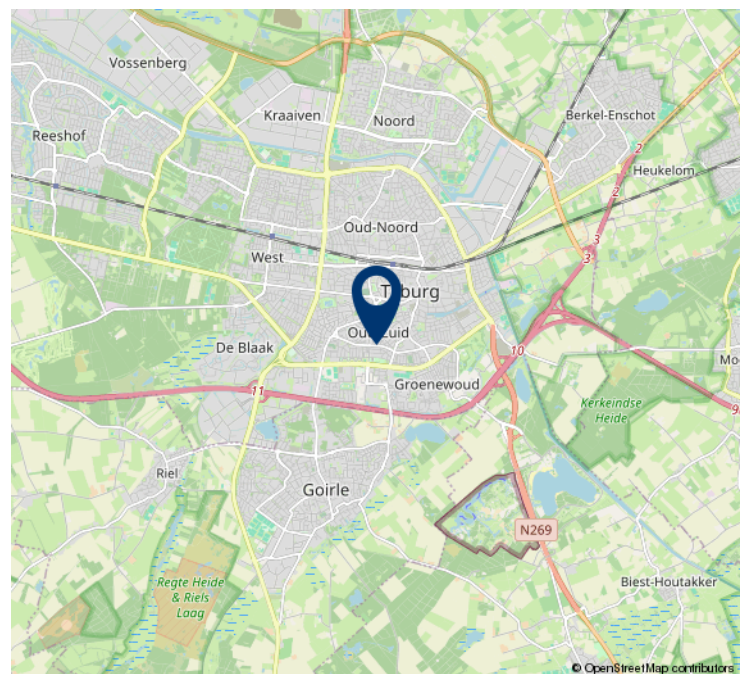 Vossenberg
Kraaiven
Noord
Reeshof
Berkel-Enschot
2
Heukelom
2
Oud-Noord
3
3
West
De Blaak
10
Groenewoud
11
9
Kerkeindse
Heide
Riel
Goirle
N269
Regte Heide
& Riels
Laag
Biest-Houtakker
© OpenStreetMap contributors